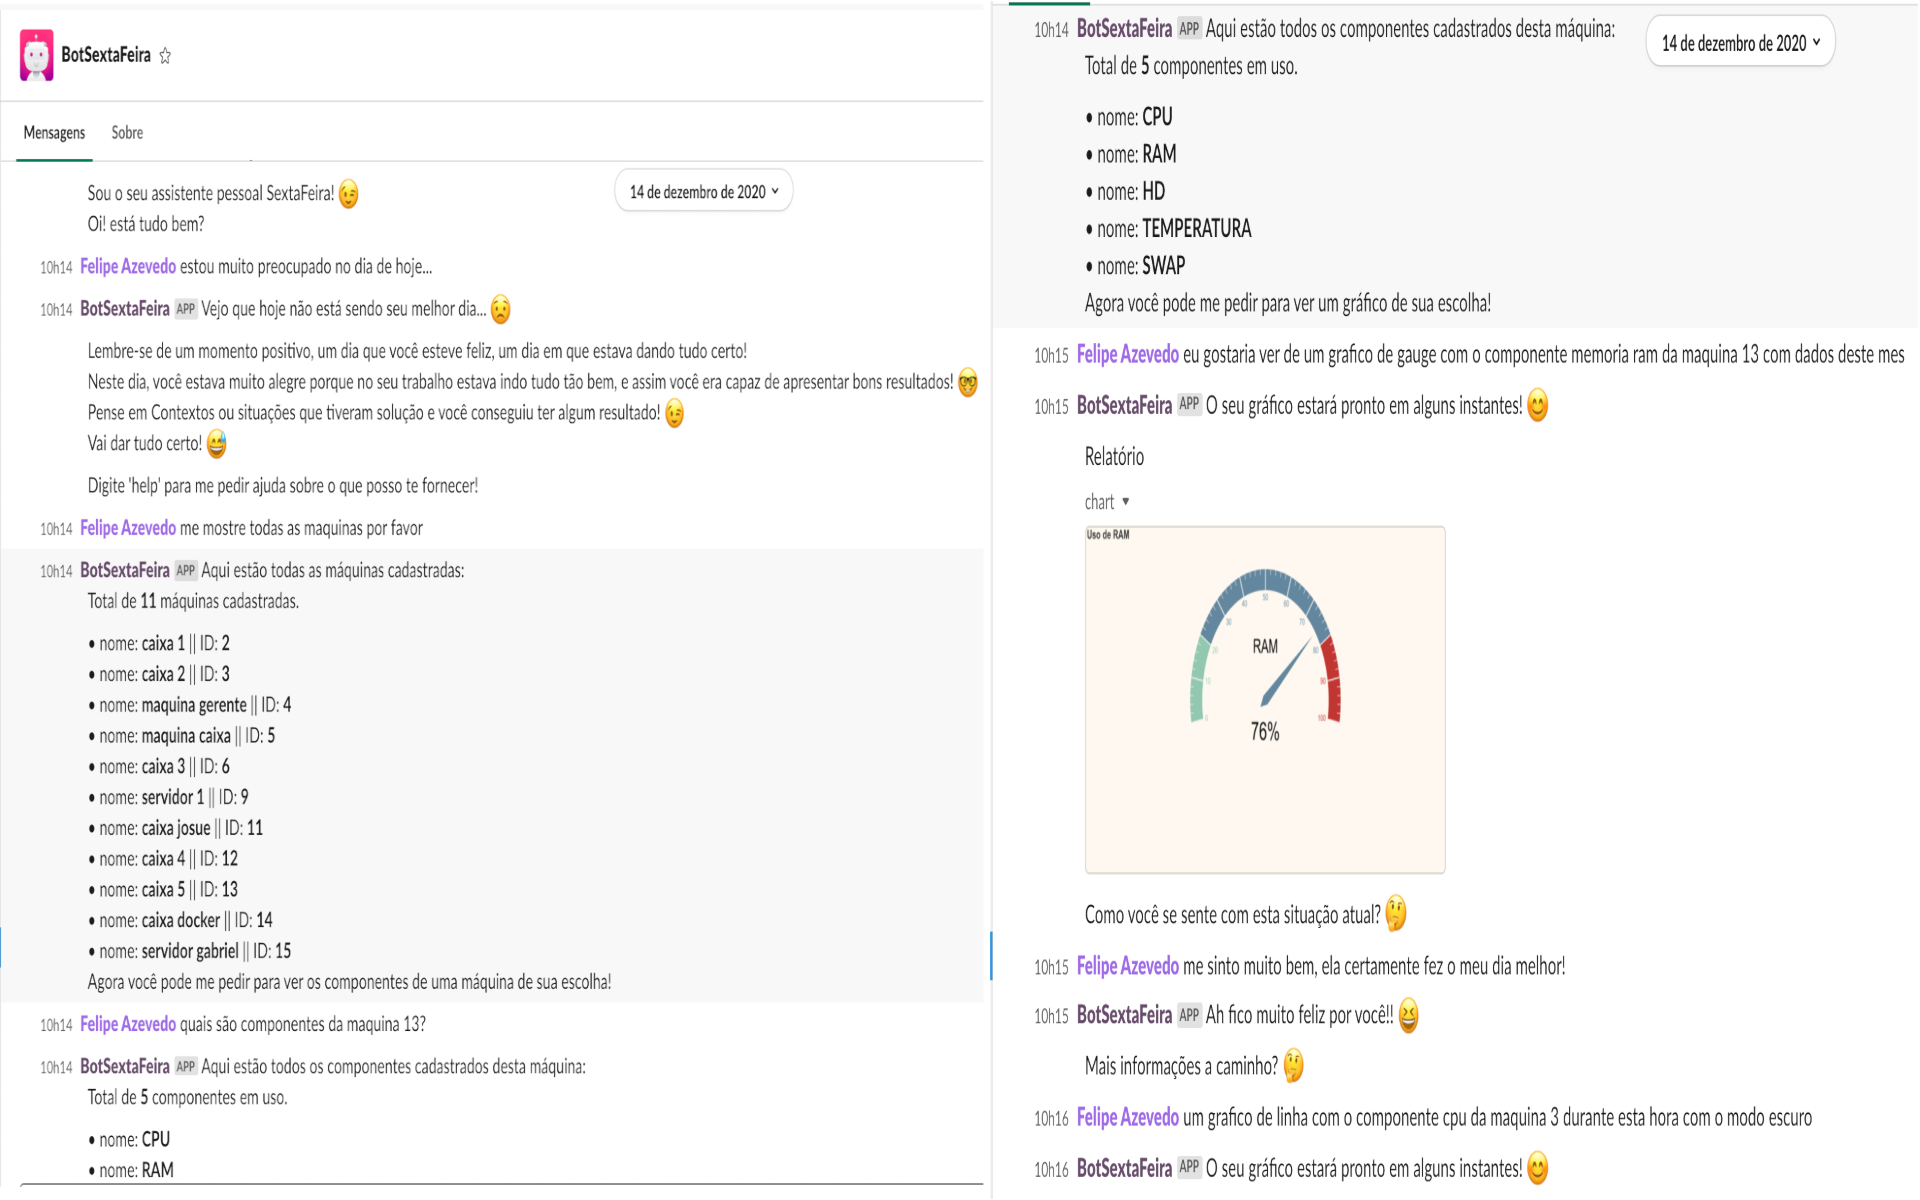 BotSextaFeira
Mensagens Sobre
14 de dezembro de 2020
Sou o seu assistente pessoal SextaFeira! 😉
Oi! está tudo bem?
10h14 Felipe Azevedo estou muito preocupado no dia de hoje...
10h14 BotSextaFeira APP Vejo que hoje não está sendo seu melhor dia... 😟
Lembre-se de um momento positivo, um dia que você esteve feliz, um dia em que estava dando tudo certo!
Neste dia, você estava muito alegre porque no seu trabalho estava indo tudo tão bem, e assim você era capaz de apresentar bons resultados! 🤓
Pense em Contextos ou situações que tiveram solução e você conseguiu ter algum resultado! 😉
Vai dar tudo certo! 😅
Digite 'help' para me pedir ajuda sobre o que posso te fornecer!
10h14 Felipe Azevedo me mostre todas as maquinas por favor
10h14 BotSextaFeira APP Aqui estão todas as máquinas cadastradas:
Total de 11 máquinas cadastradas.
• nome: caixa 1 || ID: 2
• nome: caixa 2 || ID: 3
• nome: maquina gerente || ID: 4
• nome: maquina caixa || ID: 5
• nome: caixa 3 || ID: 6
• nome: servidor 1 || ID: 9
• nome: caixa josue || ID: 11
• nome: caixa 4 || ID: 12
• nome: caixa 5 || ID: 13
• nome: caixa docker || ID: 14
• nome: servidor gabriel || ID: 15
Agora você pode me pedir para ver os componentes de uma máquina de sua escolha!
10h14 Felipe Azevedo quais são componentes da maquina 13?
10h14 BotSextaFeira APP Aqui estão todos os componentes cadastrados desta máquina:
Total de 5 componentes em uso.
• nome: CPU
• nome: RAM
10h14 BotSextaFeira APP Aqui estão todos os componentes cadastrados desta máquina:
14 de dezembro de 2020
Total de 5 componentes em uso.
• nome: CPU
• nome: RAM
• nome: HD
• nome: TEMPERATURA
• nome: SWAP
Agora você pode me pedir para ver um gráfico de sua escolha!
10h15 Felipe Azevedo eu gostaria ver de um grafico de gauge com o componente memoria ram da maquina 13 com dados deste mes
10h15 BotSextaFeira APP O seu gráfico estará pronto em alguns instantes! 😊
Relatório
chart
Uso de RAM
0
10
20
30
40
50
60
70
80
90
100
RAM
76%
Como você se sente com esta situação atual? 🤔
10h15 Felipe Azevedo me sinto muito bem, ela certamente fez o meu dia melhor!
10h15 BotSextaFeira APP Ah fico muito feliz por você!! 😆
Mais informações a caminho? 🤔
10h16 Felipe Azevedo um grafico de linha com o componente cpu da maquina 3 durante esta hora com o modo escuro
10h16 BotSextaFeira APP O seu gráfico estará pronto em alguns instantes! 😊